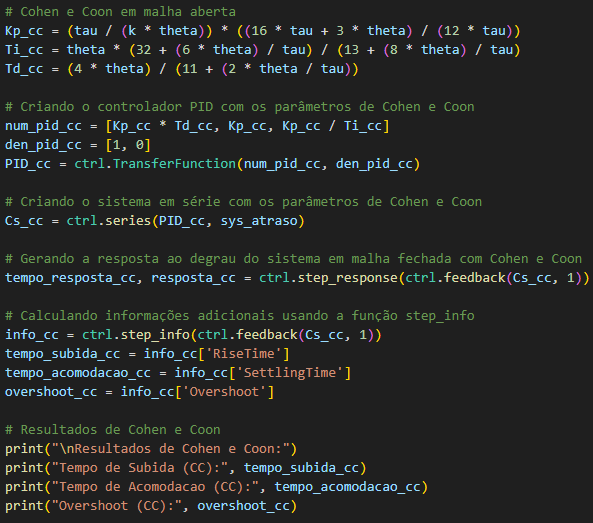 # Cohen e Coon em malha aberta
Kp_cc = (tau / (k * theta)) * ((16 * tau + 3 * theta) / (12 * tau))
Ti_cc = theta * (32 + (6 * theta) / tau) / (13 + (8 * theta) / tau)
Td_cc = (4 * theta) / (11 + (2 * theta / tau))
# Criando o controlador PID com os parâmetros de Cohen e Coon
num_pid_cc = [Kp_cc * Td_cc, Kp_cc, Kp_cc / Ti_cc]
den_pid_cc = [1, 0]
PID_cc = ctrl.TransferFunction(num_pid_cc, den_pid_cc)
# Criando o sistema em série com os parâmetros de Cohen e Coon
Cs_cc = ctrl.series(PID_cc, sys_atraso)
# Gerando a resposta ao degrau do sistema em malha fechada com Cohen e Coon
tempo_resposta_cc, resposta_cc = ctrl.step_response(ctrl.feedback(Cs_cc, 1))
# Calculando informações adicionais usando a função step_info
info_cc = ctrl.step_info(ctrl.feedback(Cs_cc, 1))
tempo_subida_cc = info_cc['RiseTime']
tempo_acomodacao_cc = info_cc['SettlingTime']
overshoot_cc = info_cc['Overshoot']
# Resultados de Cohen e Coon
print("\nResultados de Cohen e Coon:")
print("Tempo de Subida (CC):", tempo_subida_cc)
print("Tempo de Acomodacao (CC):", tempo_acomodacao_cc)
print("Overshoot (CC):", overshoot_cc)